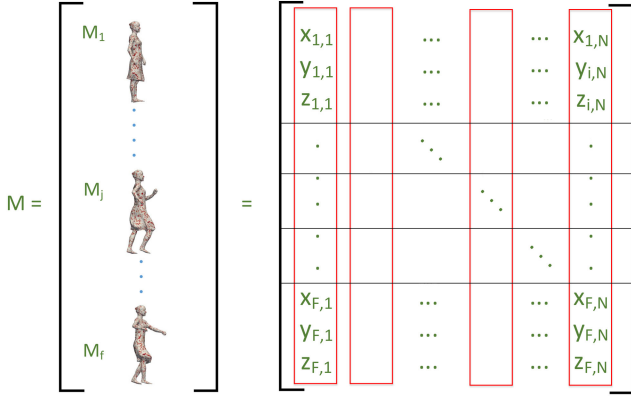 M = M₁ Mⱼ M_f =
x₁,₁ ... ... x₁,N
y₁,₁ ... ... yᵢ,N
z₁,₁ ... ... zᵢ,N
x_F,₁ ... ... x_F,N
y_F,₁ ... ... y_F,N
z_F,₁ ... ... z_F,N